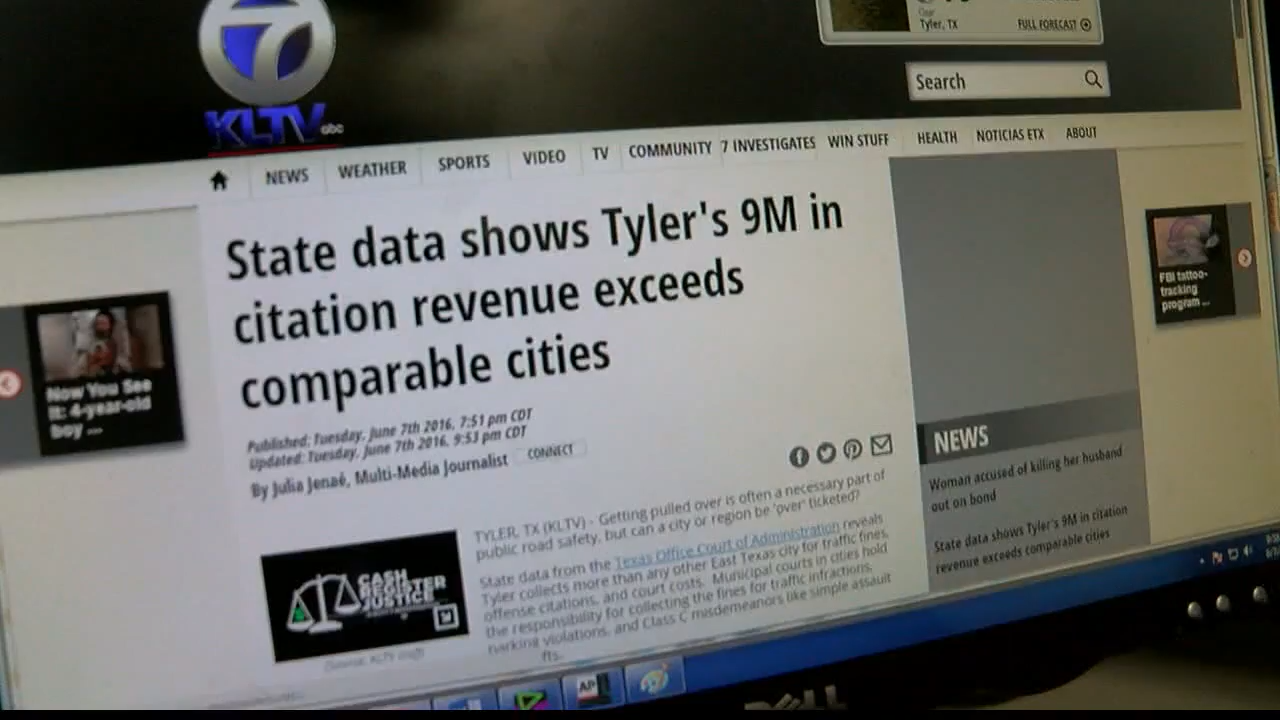 7
KLTV abc
Clear
Tyler, TX
FULL FORECAST
Search
NEWS
WEATHER
SPORTS
VIDEO
TV
COMMUNITY
7 INVESTIGATES
WIN STUFF
HEALTH
NOTICIAS ETX
ABOUT
State data shows Tyler's 9M in
citation revenue exceeds
comparable cities
Published: Tuesday, June 7th 2016, 7:51 pm CDT
Updated: Tuesday, June 7th 2016, 9:53 pm CDT
By Julia Jenaé, Multi-Media Journalist
CONNECT
TYLER, TX (KLTV) - Getting pulled over is often a necessary part of
public road safety, but can a city or region be 'over' ticketed?
State data from the Texas Office Court of Administration reveals
Tyler collects more than any other East Texas city for traffic fines,
offense citations, and court costs. Municipal courts in cities hold
the responsibility for collecting the fines for traffic infractions,
parking violations, and Class C misdemeanors like simple assault
CASH
REGISTER
JUSTICE
(Source: KLTV staff)
Now You See
It: 4-year-old
boy ...
FBI tattoo-
tracking
program ...
NEWS
Woman accused of killing her husband
out on bond
State data shows Tyler's 9M in citation
revenue exceeds comparable cities
AP
DELL